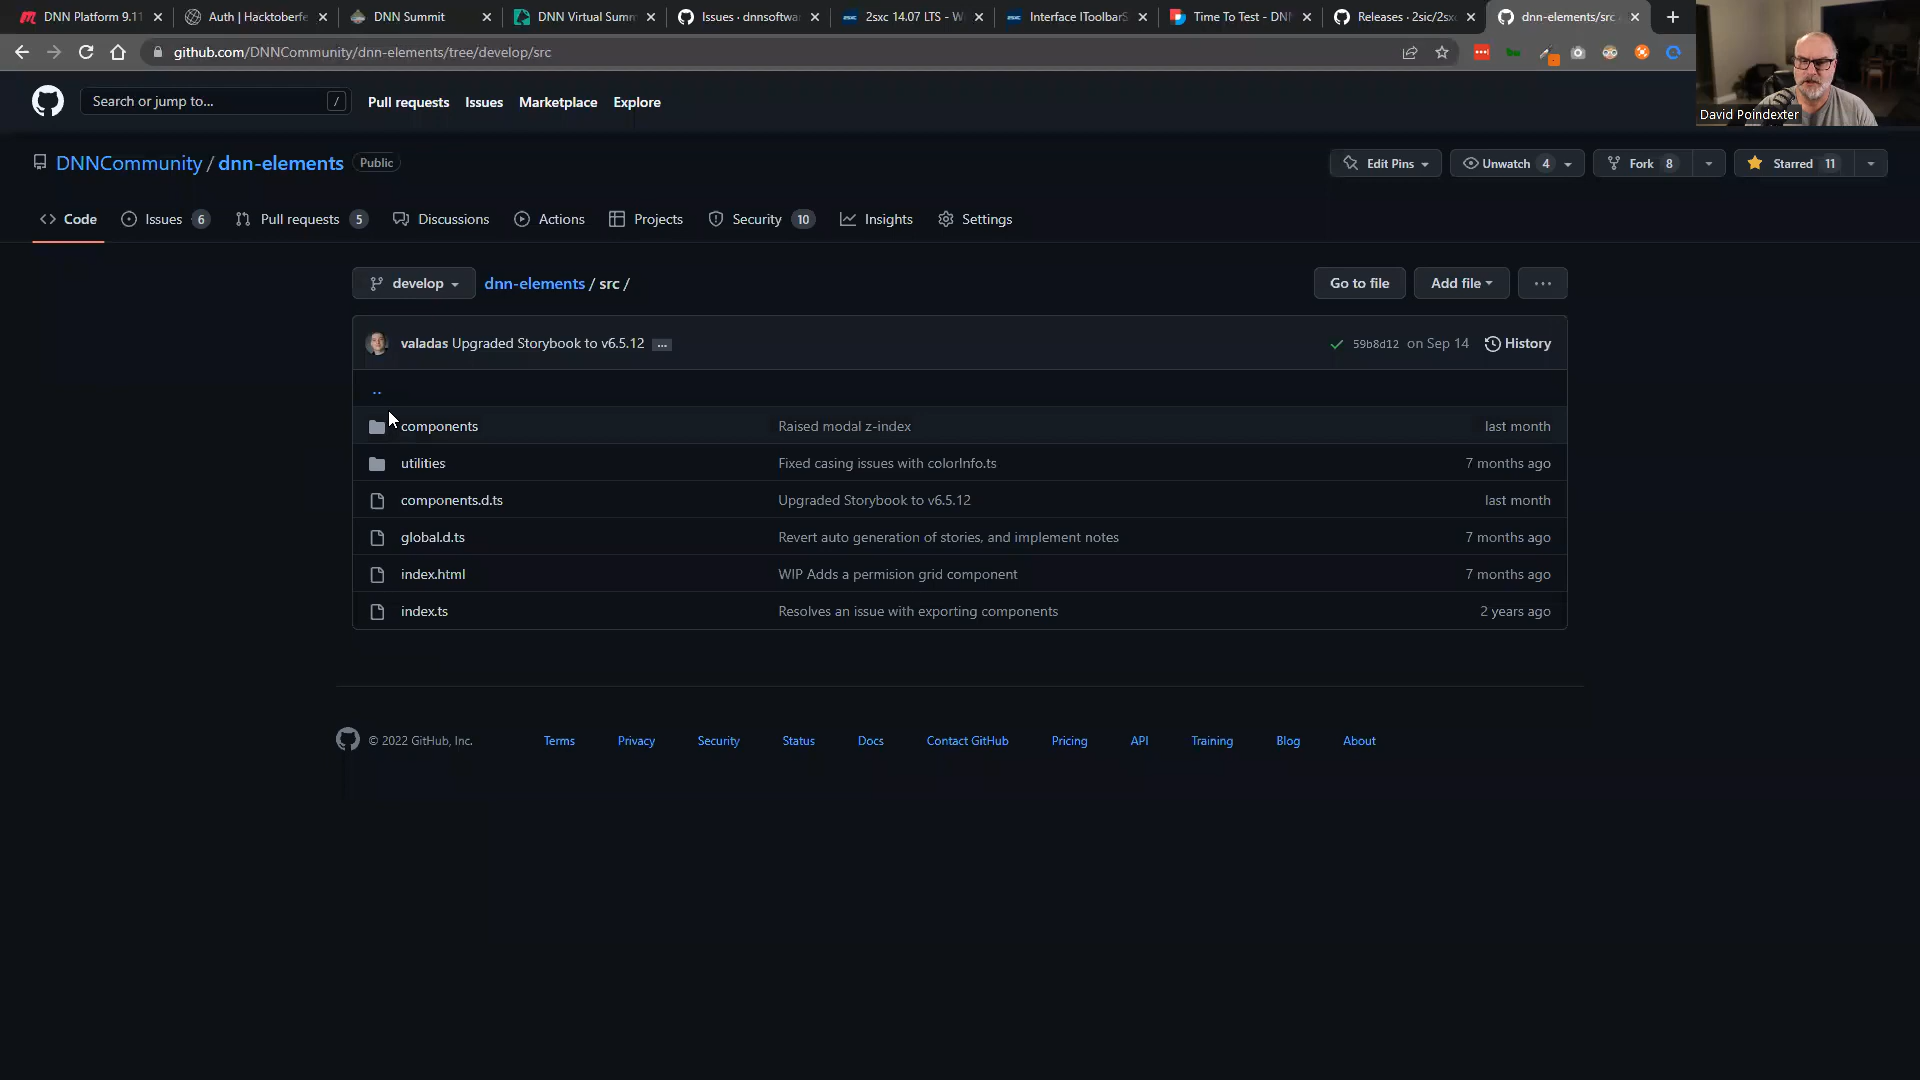 DNN Platform 9.11
Auth | Hacktoberfe
DNN Summit
DNN Virtual Summ
Issues · dnnsoftwa
2sxc 14.07 LTS - W
Interface IToolbarS
Time To Test - DNN
Releases · 2sic/2sxc
dnn-elements/src
github.com/DNNCommunity/dnn-elements/tree/develop/src
Search or jump to...
/
Pull requests
Issues
Marketplace
Explore
David Poindexter
DNNCommunity / dnn-elements
Public
Edit Pins
Unwatch 4
Fork 8
Starred 11
Code
Issues 6
Pull requests 5
Discussions
Actions
Projects
Security 10
Insights
Settings
develop
dnn-elements / src /
Go to file
Add file
...
valadas Upgraded Storybook to v6.5.12 ...
59b8d12 on Sep 14
History
..
components Raised modal z-index last month
utilities Fixed casing issues with colorInfo.ts 7 months ago
components.d.ts Upgraded Storybook to v6.5.12 last month
global.d.ts Revert auto generation of stories, and implement notes 7 months ago
index.html WIP Adds a permision grid component 7 months ago
index.ts Resolves an issue with exporting components 2 years ago
© 2022 GitHub, Inc.
Terms
Privacy
Security
Status
Docs
Contact GitHub
Pricing
API
Training
Blog
About